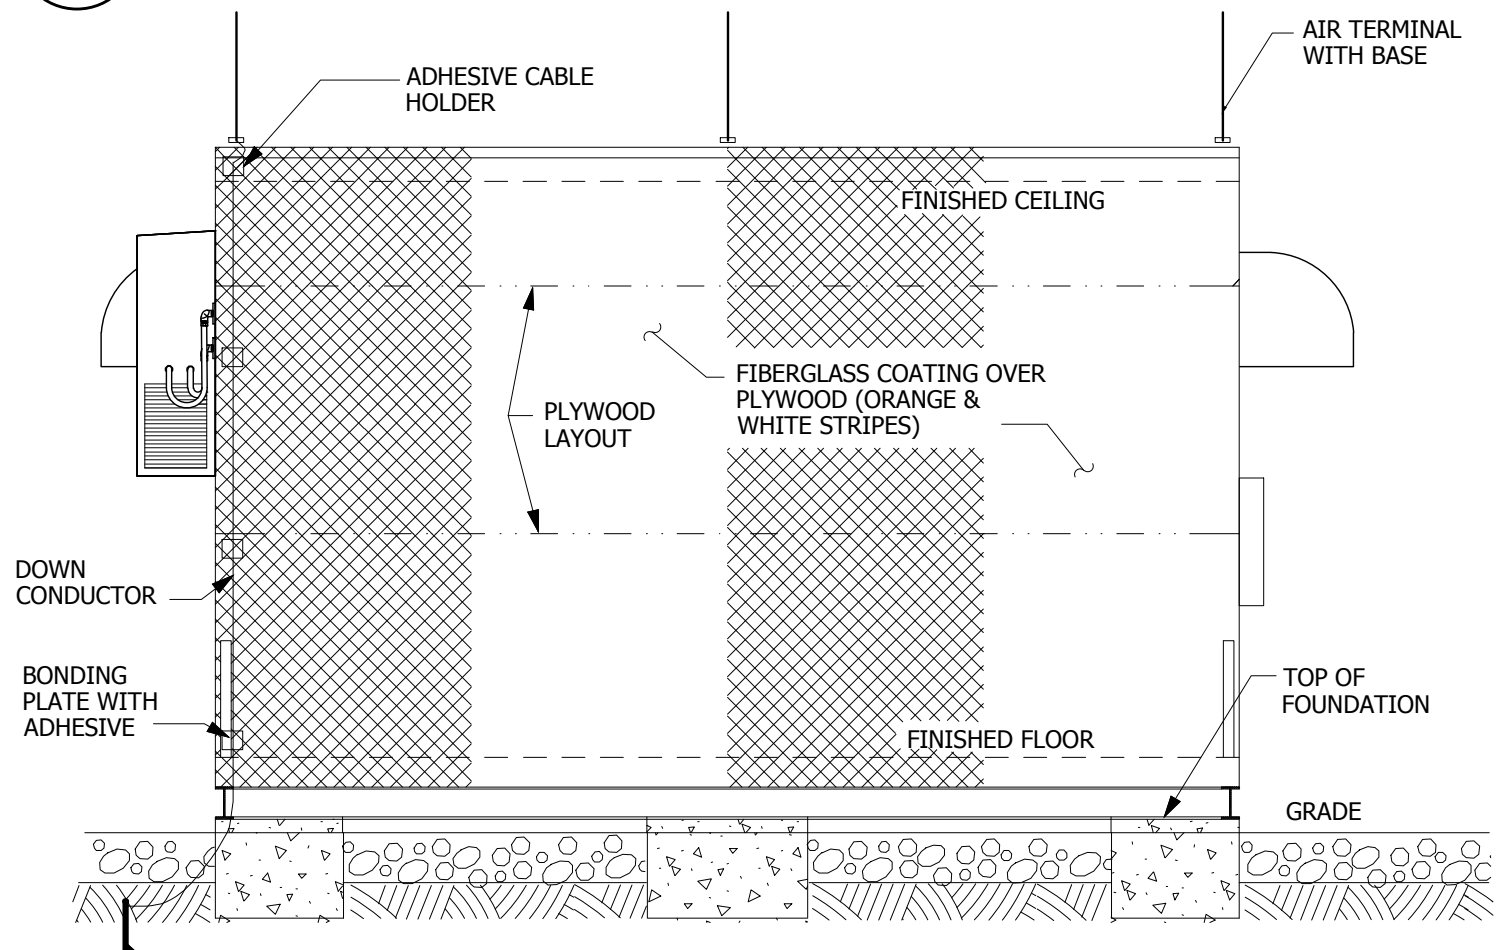 AIR TERMINAL
WITH BASE
ADHESIVE CABLE
HOLDER
FINISHED CEILING
FIBERGLASS COATING OVER
PLYWOOD (ORANGE &
WHITE STRIPES)
PLYWOOD
LAYOUT
DOWN
CONDUCTOR
BONDING
PLATE WITH
ADHESIVE
TOP OF
FOUNDATION
FINISHED FLOOR
GRADE